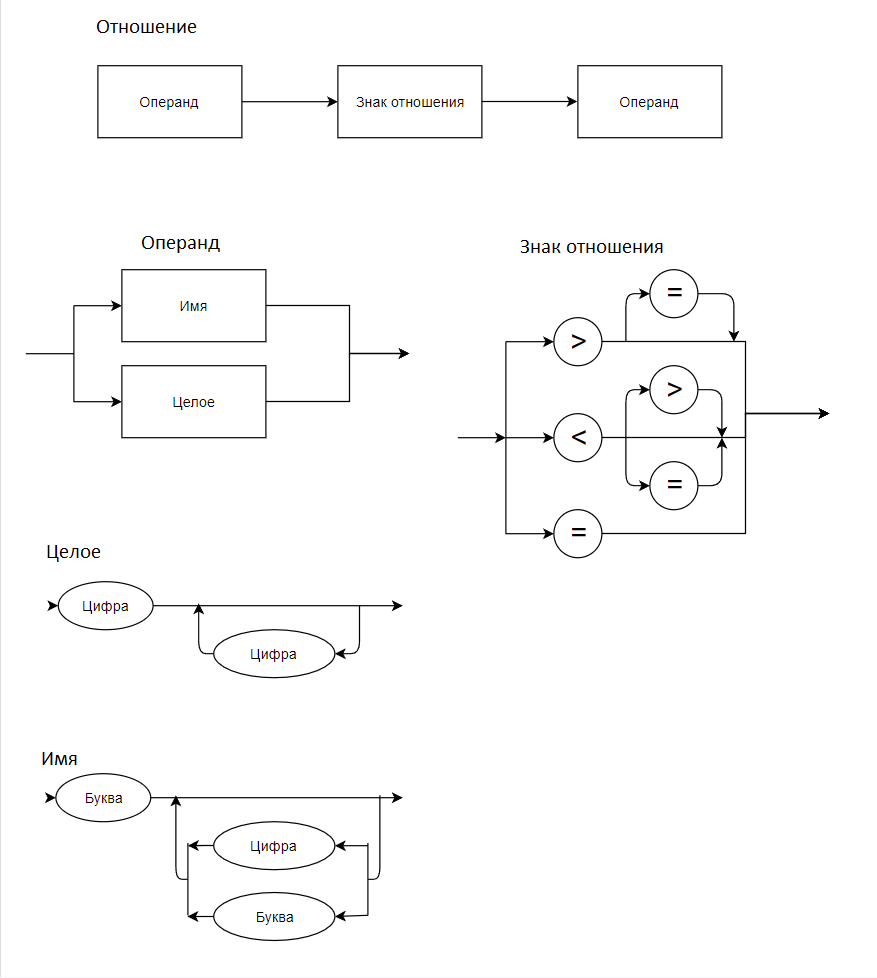 Отношение
Операнд
Знак отношения
Операнд
Операнд
Имя
Целое
Знак отношения
=
>
>
<
=
=
Целое
Цифра
Цифра
Имя
Буква
Цифра
Буква